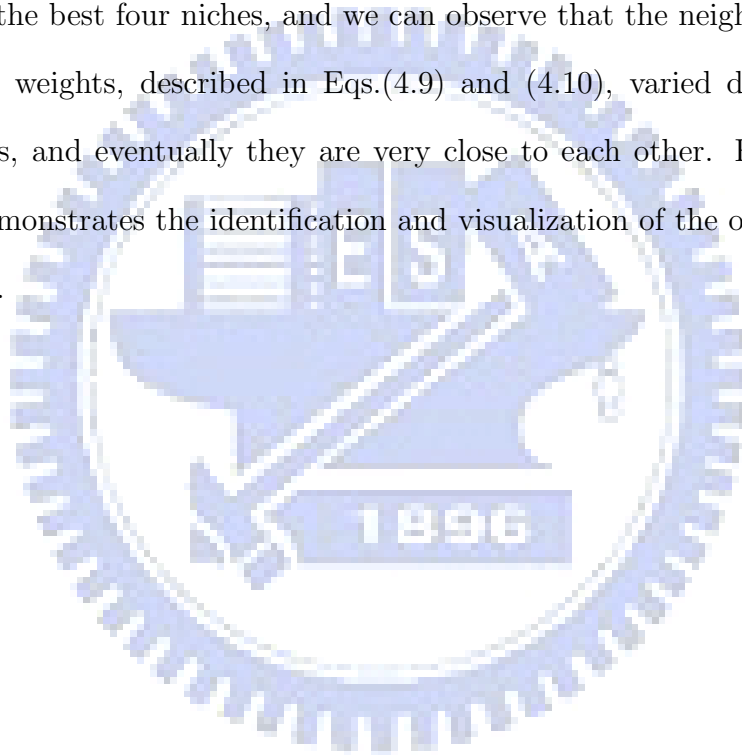 the best four niches, and we can observe that the neigh
weights, described in Eqs.(4.9) and (4.10), varied d
s, and eventually they are very close to each other.
monstrates the identification and visualization of the o
.
E S
1896